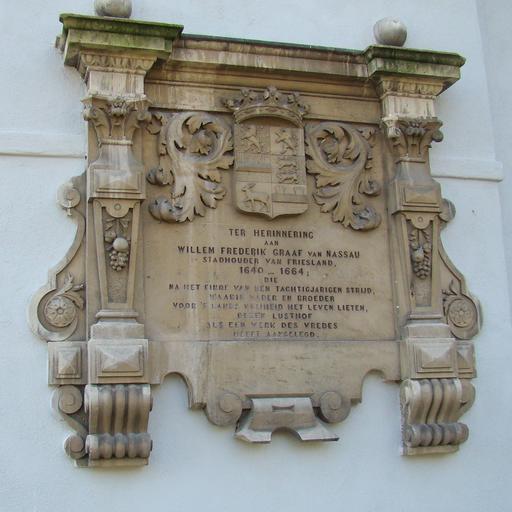 TER HERINNERING
AAN
WILLEM FREDERIK GRAAF VAN NASSAU
STADHOUDER VAN FRIESLAND,
1640 – 1664,
DIE
NA HET EINDE VAN DEN TACHTIGJARIGEN STRIJD,
WAARIN VADER EN BROEDER
VOOR 'S LANDS VRIJHEID HET LEVEN LIETEN,
DEZEN LUSTHOF
ALS EEN WERK DES VREDES
HEEFT AANGELEGD.